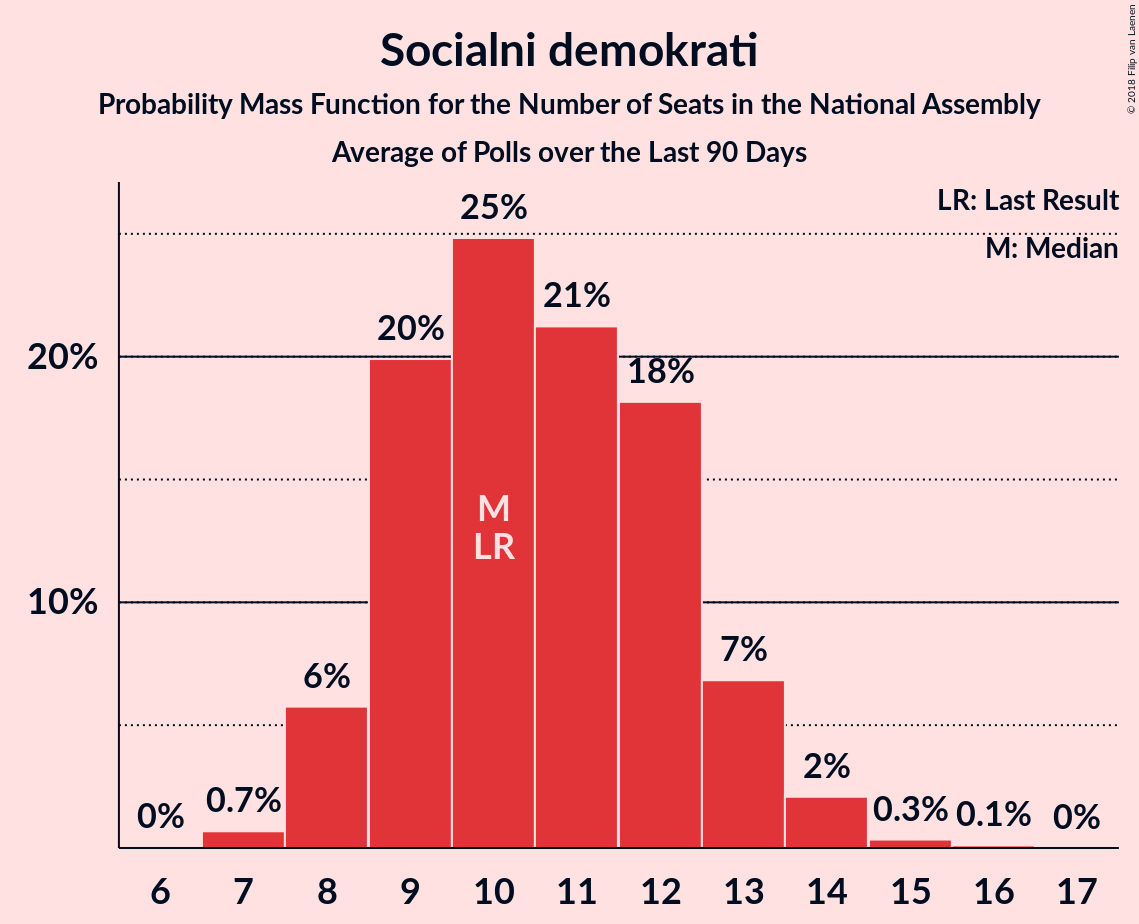 Socialni demokrati
Probability Mass Function for the Number of Seats in the National Assembly
Average of Polls over the Last 90 Days
© 2018 Filip van Laenen
LR: Last Result
M: Median
25%
21%
20%
20%
18%
M
LR
10%
7%
6%
2%
0%
0.7%
0.3%
0.1%
0%
6 7 8 9 10 11 12 13 14 15 16 17